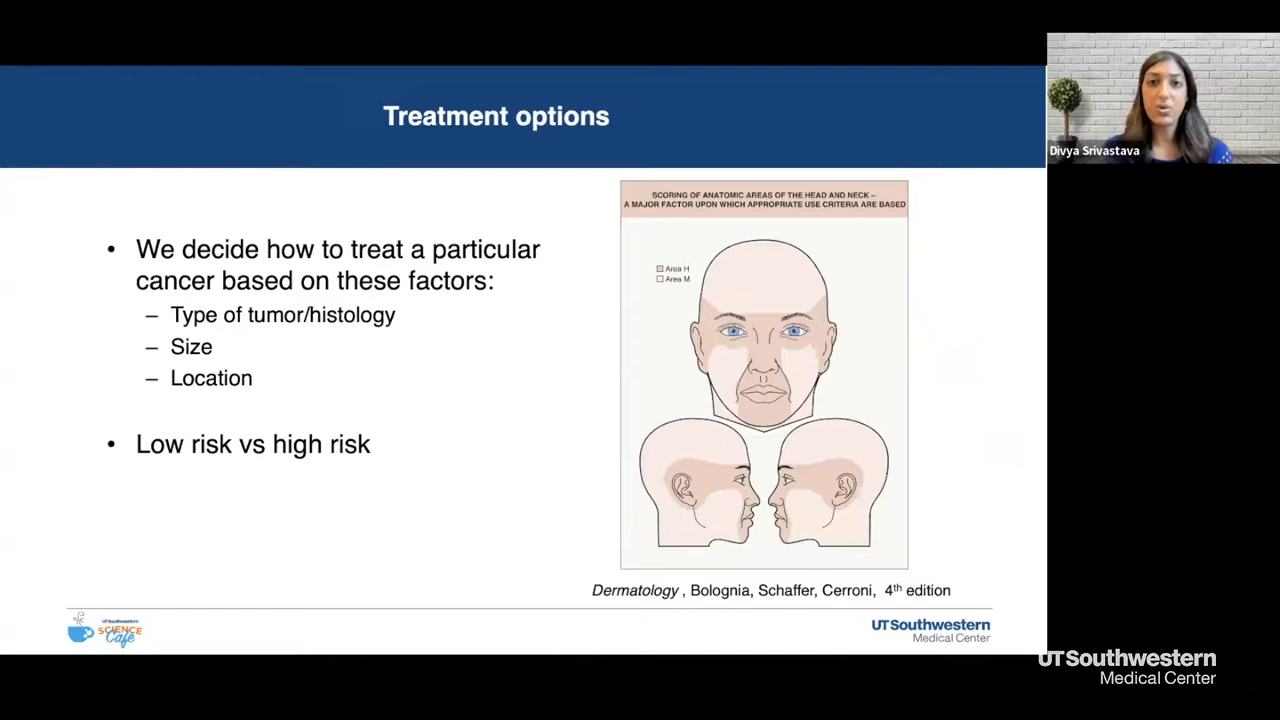 Treatment options
Divya Srivastava
• We decide how to treat a particular
cancer based on these factors:
– Type of tumor/histology
– Size
– Location
• Low risk vs high risk
SCORING OF ANATOMIC AREAS OF THE HEAD AND NECK –
A MAJOR FACTOR UPON WHICH APPROPRIATE USE CRITERIA ARE BASED
Area H
Area M
Dermatology , Bolognia, Schaffer, Cerroni, 4th edition
UT Southwestern
SCIENCE
Café
UTSouthwestern
Medical Center
UTSouthwestern
Medical Center